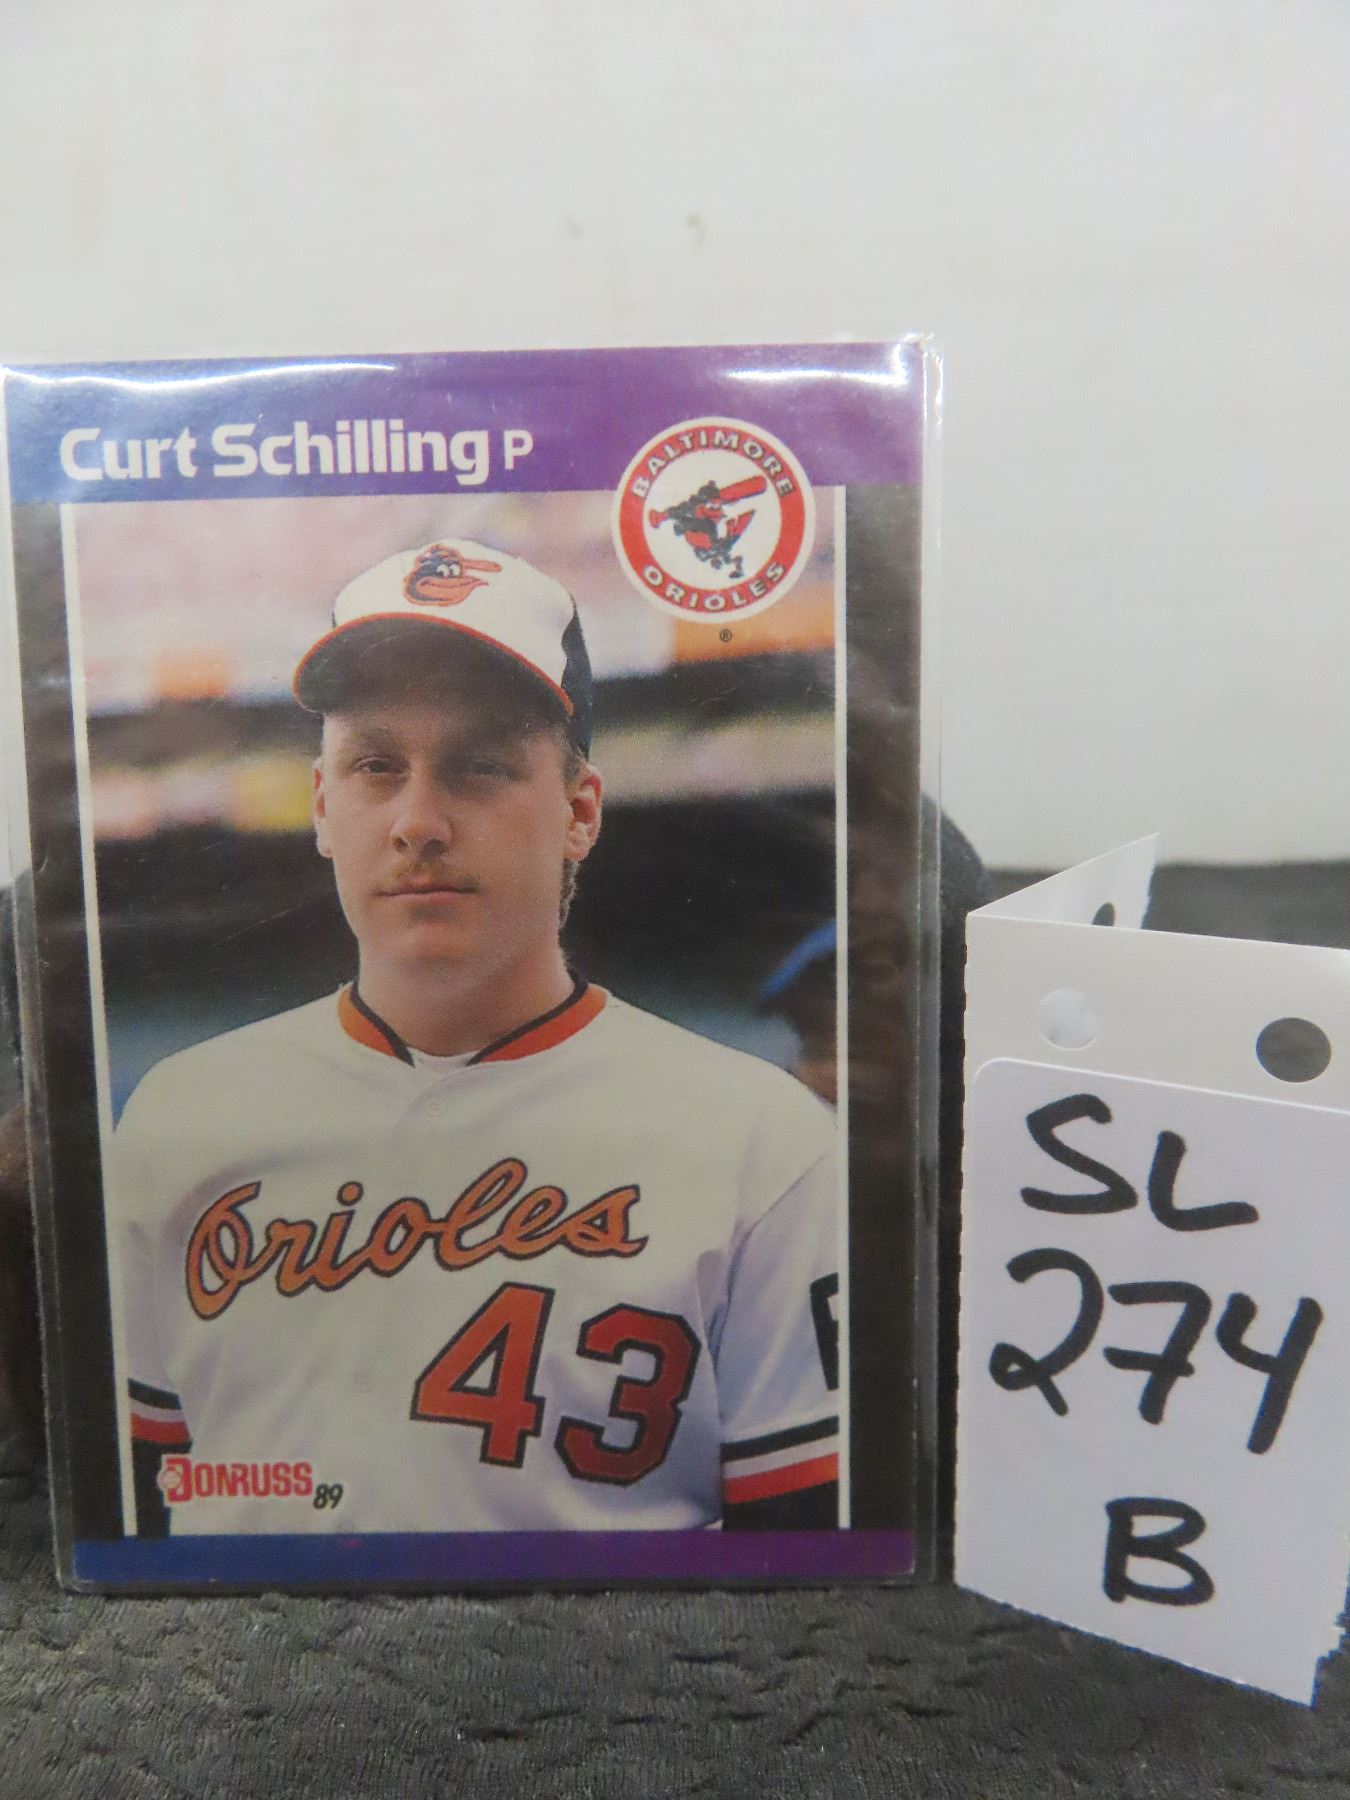 Curt Schilling P
BALTIMORE
ORIOLES
®
Orioles
43
DONRUSS 89
SL
274
B